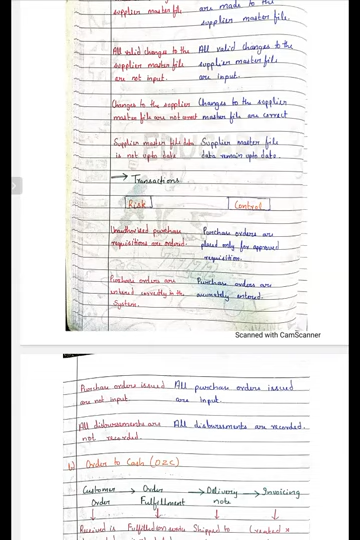 supplier master file are made to the
supplier master file.
All valid changes to the All valid changes to the
supplier master file supplier master file
are not input. are input.
Changes to the supplier Changes to the supplier
master file are not correct master file are correct
Supplier master file data Supplier master file
is not upto date data remain upto date.
→ Transactions
Risk Control
Unauthorised purchase Purchase orders are
requisitions are ordered. placed only for approved
requisition.
Purchase orders are Purchase orders are
entered correctly in the accurately entered.
System.
Scanned with CamScanner
Purchase orders issued All purchase orders issued
are not input are input.
All disbursements are All disbursements are recorded.
not recorded.
b) Order to Cash (O2C)
Customer → Order → Delivery → Invoicing
Order Fulfillment note
↓ ↓ ↓ ↓
Received is Shipped to